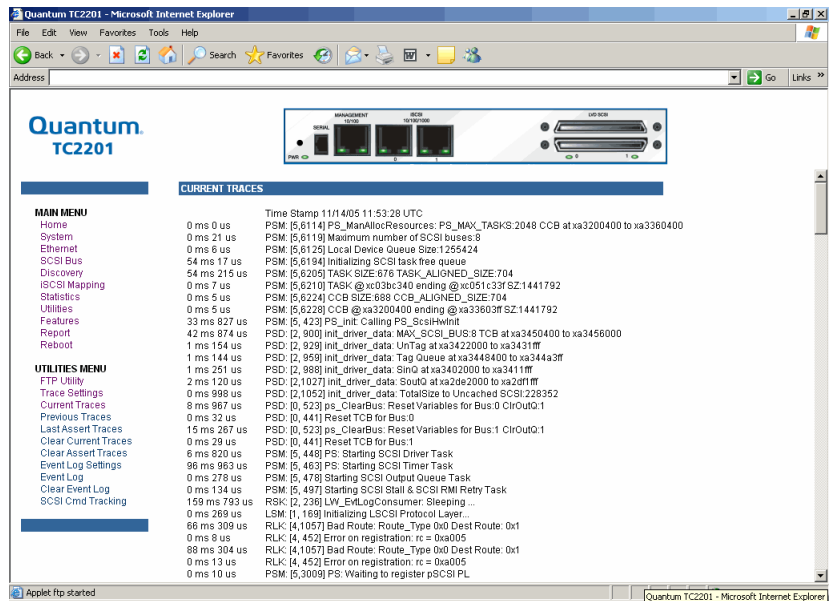 Quantum TC2201 - Microsoft Internet Explorer
File Edit View Favorites Tools Help
Back Search Favorites
Address Go Links »
Quantum.
TC2201
SERIAL MANAGEMENT 10/100 iSCSI 10/100/1000 LVD SCSI
PWR 0 1 0 1
CURRENT TRACES
MAIN MENU
Home
System
Ethernet
SCSI Bus
Discovery
iSCSI Mapping
Statistics
Utilities
Features
Report
Reboot
UTILITIES MENU
FTP Utility
Trace Settings
Current Traces
Previous Traces
Last Assert Traces
Clear Current Traces
Clear Assert Traces
Event Log Settings
Event Log
Clear Event Log
SCSI Cmd Tracking
Time Stamp 11/14/05 11:53:28 UTC
0 ms 0 us PSM: [5,6114] PS_ManAllocResources: PS_MAX_TASKS:2048 CCB at xa3200400 to xa3360400
0 ms 21 us PSM: [5,6119] Maximum number of SCSI buses:8
0 ms 6 us PSM: [5,6125] Local Device Queue Size:1255424
54 ms 17 us PSM: [5,6194] Initializing SCSI task free queue
54 ms 215 us PSM: [5,6205] TASK SIZE:676 TASK_ALIGNED_SIZE:704
0 ms 7 us PSM: [5,6210] TASK @ xc03bc340 ending @ xc051c33f SZ:1441792
0 ms 5 us PSM: [5,6224] CCB SIZE:688 CCB_ALIGNED_SIZE:704
0 ms 5 us PSM: [5,6228] CCB @ xa3200400 ending @ xa33603ff SZ:1441792
33 ms 827 us PSM: [5, 423] PS_init: Calling PS_ScsiHwInit
42 ms 874 us PSD: [2, 900] init_driver_data: MAX_SCSI_BUS:8 TCB at xa3450400 to xa3456000
1 ms 154 us PSD: [2, 929] init_driver_data: UnTag at xa3422000 to xa3431fff
1 ms 144 us PSD: [2, 959] init_driver_data: Tag Queue at xa3448400 to xa344a3ff
1 ms 251 us PSD: [2, 988] init_driver_data: SinQ at xa3402000 to xa3411fff
2 ms 120 us PSD: [2,1027] init_driver_data: SoutQ at xa2de2000 to xa2df1fff
0 ms 998 us PSD: [2,1052] init_driver_data: TotalSize to Uncached SCSI:228352
8 ms 967 us PSD: [0, 523] ps_ClearBus: Reset Variables for Bus:0 ClrOutQ:1
0 ms 32 us PSD: [0, 441] Reset TCB for Bus:0
15 ms 267 us PSD: [0, 523] ps_ClearBus: Reset Variables for Bus:1 ClrOutQ:1
0 ms 29 us PSD: [0, 441] Reset TCB for Bus:1
6 ms 820 us PSM: [5, 448] PS: Starting SCSI Driver Task
96 ms 963 us PSM: [5, 463] PS: Starting SCSI Timer Task
0 ms 278 us PSM: [5, 478] Starting SCSI Output Queue Task
0 ms 134 us PSM: [5, 497] Starting SCSI Stall & SCSI RMI Retry Task
159 ms 793 us RSK: [2, 236] LW_EvtLogConsumer: Sleeping ...
0 ms 269 us LSM: [1, 169] Initializing LSCSI Protocol Layer...
66 ms 309 us RLK: [4,1057] Bad Route: Route_Type 0x0 Dest Route: 0x1
0 ms 8 us RLK: [4, 452] Error on registration: rc = 0xa005
88 ms 304 us RLK: [4,1057] Bad Route: Route_Type 0x0 Dest Route: 0x1
0 ms 13 us RLK: [4, 452] Error on registration: rc = 0xa005
0 ms 10 us PSM: [5,3009] PS: Waiting to register pSCSI PL
Applet ftp started
Quantum TC2201 - Microsoft Internet Explorer